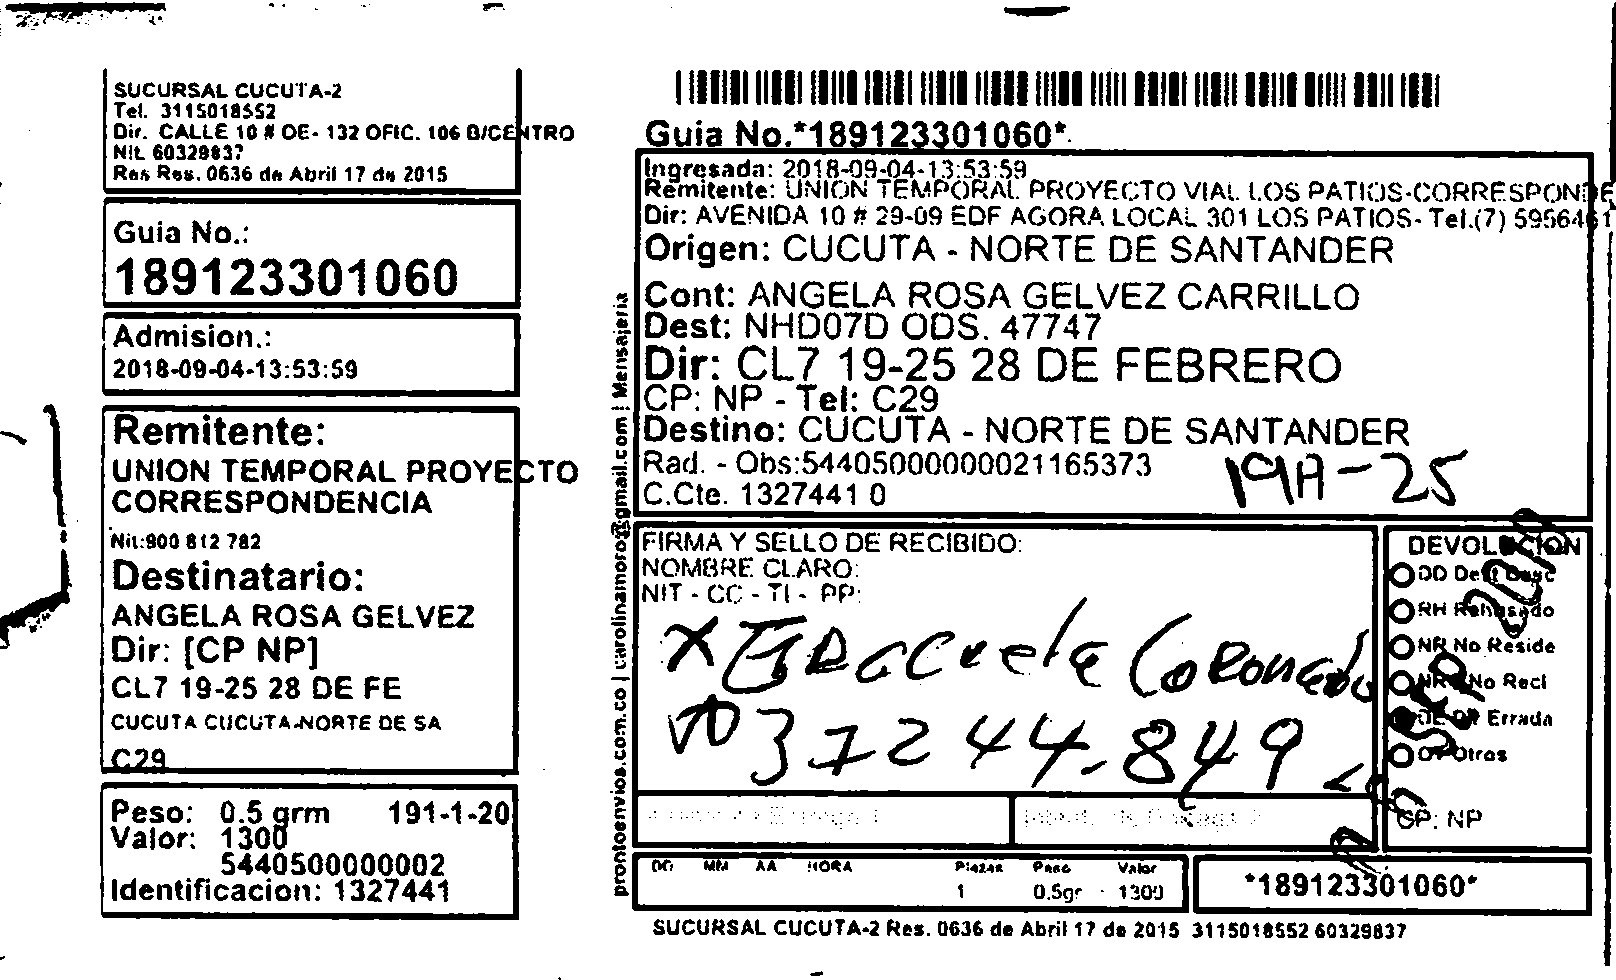 SUCURSAL CUCUTA-2
Tel. 3115018552
Dir. CALLE 10 # OE- 132 OFIC. 106 B/CENTRO
Nit. 60329837
Res Res. 0636 de Abril 17 de 2015
Guia No.:
189123301060
Admision.:
2018-09-04-13:53:59
Remitente:
UNION TEMPORAL PROYECTO
CORRESPONDENCIA
Nit:900 812 782
Destinatario:
ANGELA ROSA GELVEZ
Dir: [CP NP]
CL7 19-25 28 DE FE
CUCUTA CUCUTA-NORTE DE SA
C29
Peso: 0.5 grm 191-1-20
Valor: 1300
5440500000002
Identificacion: 1327441
prontoenvios.com.co | carolinamoros@gmail.com | Mensajeria
Guia No.*189123301060*
Ingresada: 2018-09-04-13:53:59
Remitente: UNION TEMPORAL PROYECTO VIAL LOS PATIOS-CORRESPONDE
Dir: AVENIDA 10 # 29-09 EDF AGORA LOCAL 301 LOS PATIOS- Tel.(7) 5956461
Origen: CUCUTA - NORTE DE SANTANDER
Cont: ANGELA ROSA GELVEZ CARRILLO
Dest: NHD07D ODS. 47747
Dir: CL7 19-25 28 DE FEBRERO
CP: NP - Tel: C29
Destino: CUCUTA - NORTE DE SANTANDER
Rad. - Obs:54405000000021165373
C.Cte. 1327441 0
19A-25
FIRMA Y SELLO DE RECIBIDO:
NOMBRE CLARO:
NIT - CC - TI - PP:
Coronado
37244.849
DEVOLUCION
DD Dest Desc
RH Rehusado
NR No Reside
NRC No Recl
DE Dir Errada
OT Otros
CP: NP
DD MM AA HORA
Piezas Peso Valor
1 0.5gr 1300
*189123301060*
SUCURSAL CUCUTA-2 Res. 0636 de Abril 17 de 2015 3115018552 60329837